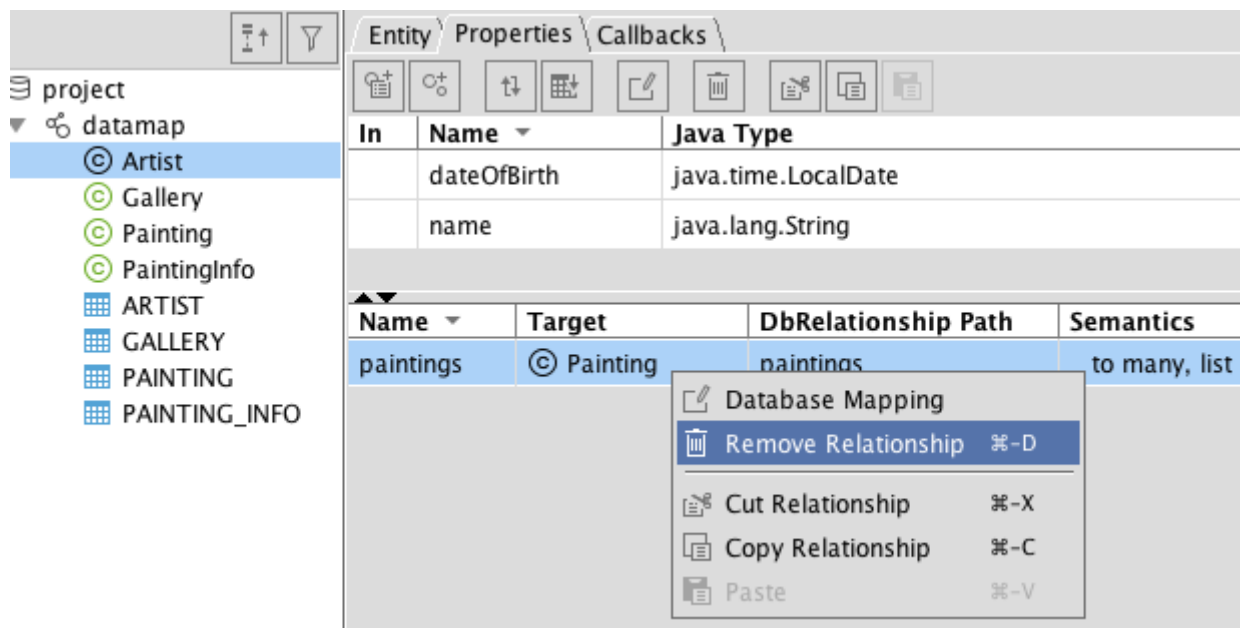 Entity Properties Callbacks
project
datamap
Artist
Gallery
Painting
PaintingInfo
ARTIST
GALLERY
PAINTING
PAINTING_INFO
In Name Java Type
dateOfBirth java.time.LocalDate
name java.lang.String
Name Target DbRelationship Path Semantics
paintings Painting paintings to many, list
Database Mapping
Remove Relationship ⌘-D
Cut Relationship ⌘-X
Copy Relationship ⌘-C
Paste ⌘-V